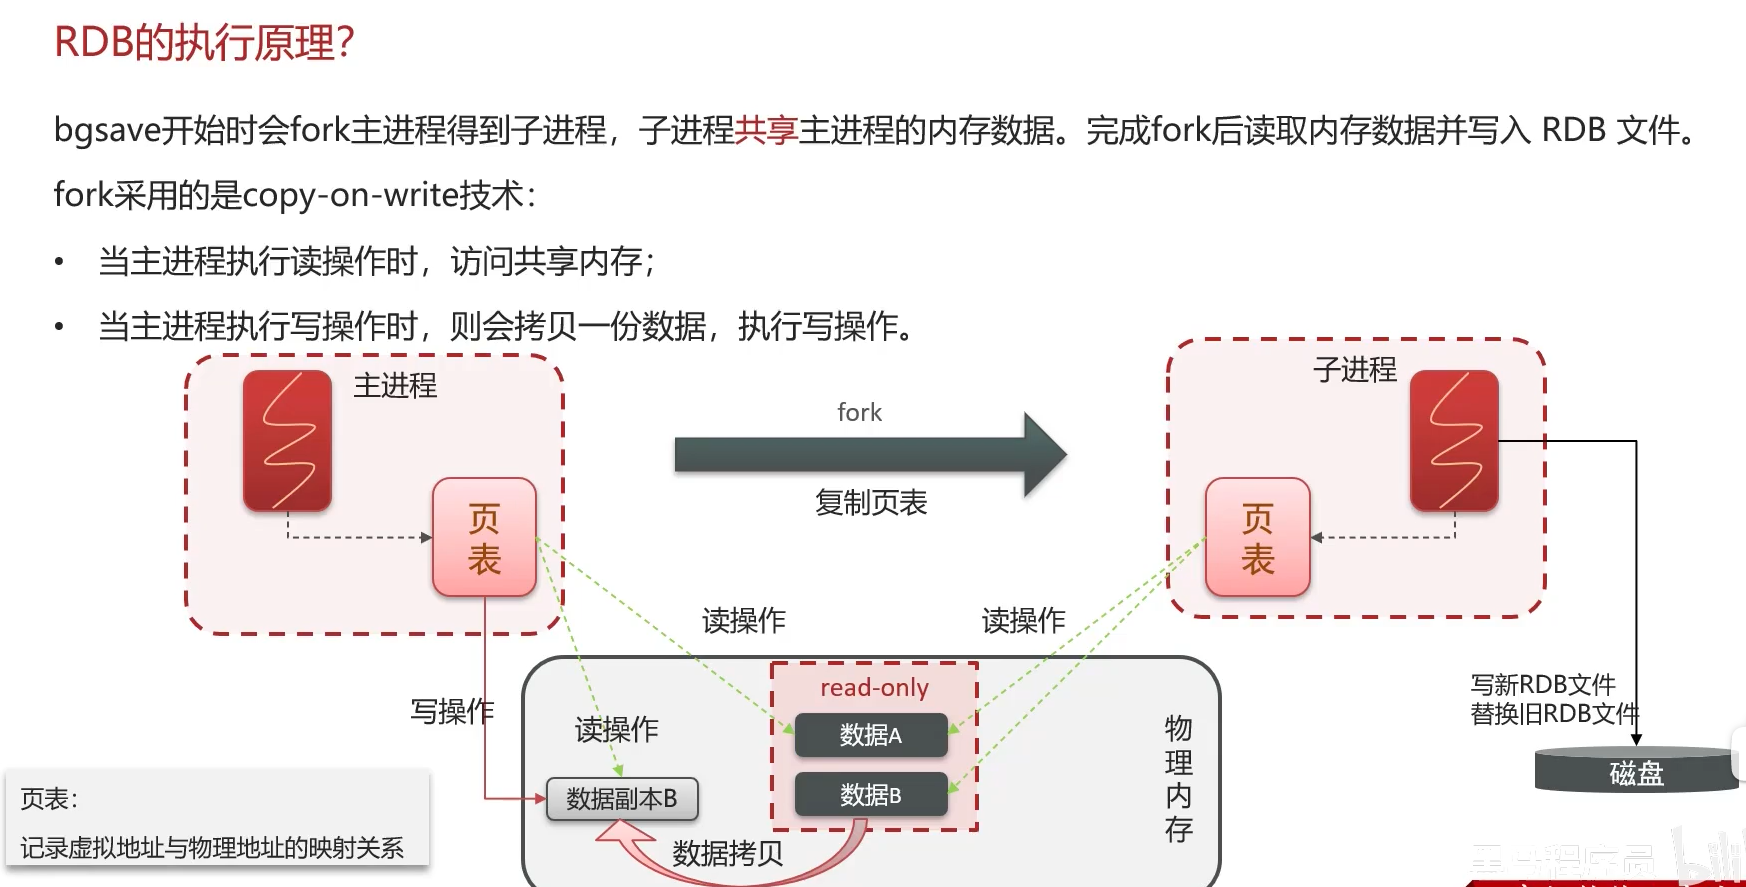 RDB的执行原理?
bgsave开始时会fork主进程得到子进程，子进程共享主进程的内存数据。完成fork后读取内存数据并写入 RDB 文件。
fork采用的是copy-on-write技术：
• 当主进程执行读操作时，访问共享内存；
• 当主进程执行写操作时，则会拷贝一份数据，执行写操作。
主进程
页表
fork
复制页表
子进程
页表
读操作
读操作
写操作
读操作
read-only
数据A
数据B
数据副本B
数据拷贝
物理内存
写新RDB文件
替换旧RDB文件
磁盘
页表：
记录虚拟地址与物理地址的映射关系